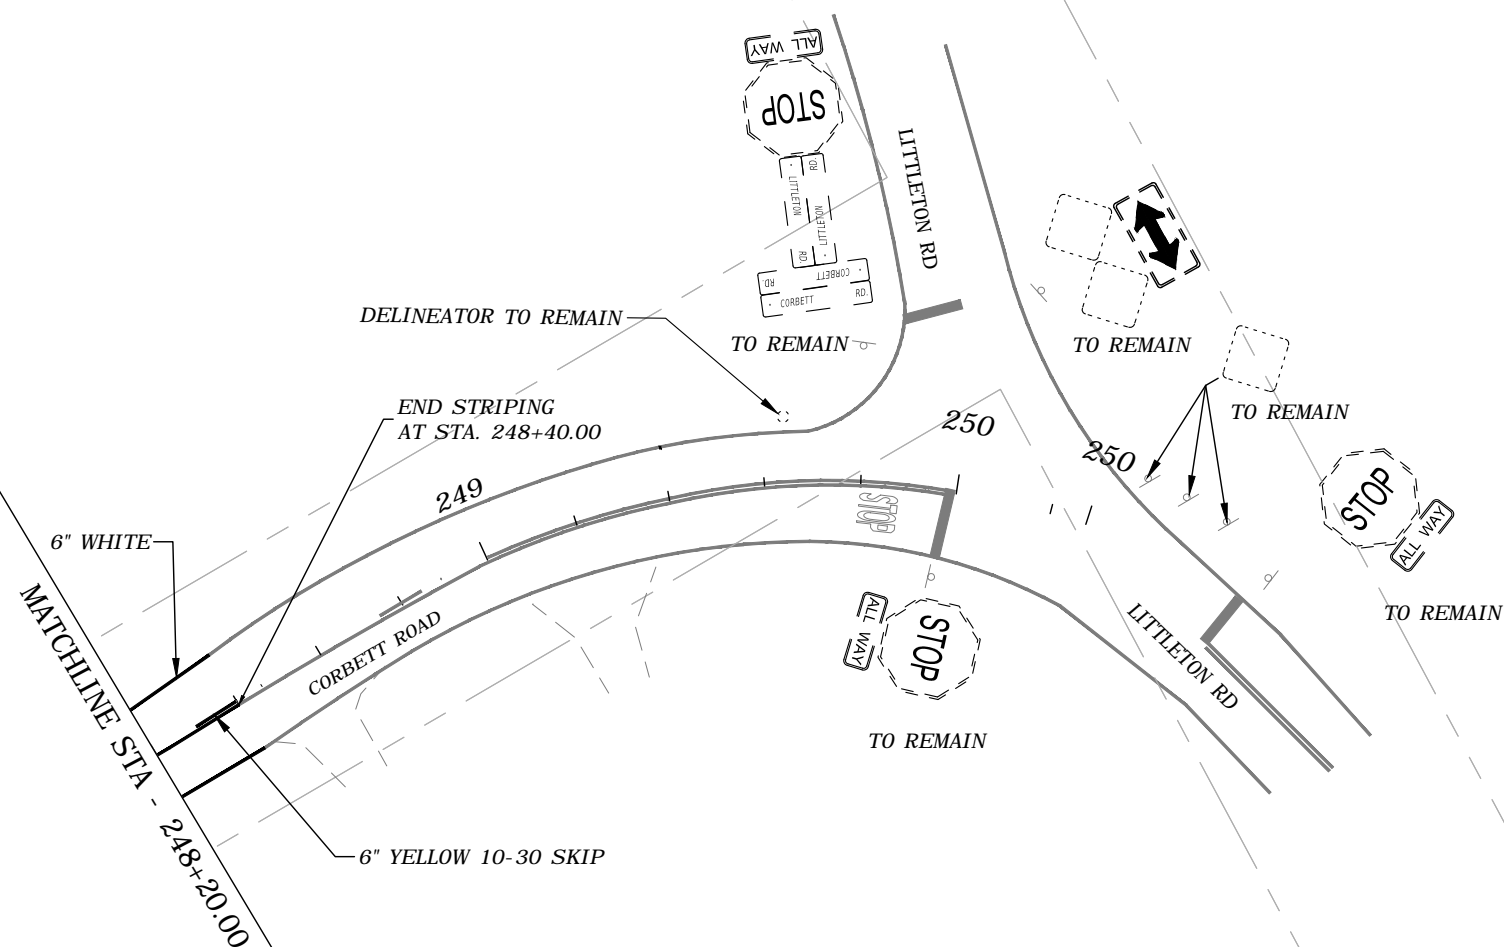 ALL WAY
STOP
LITTLETON RD.
LITTLETON RD.
CORBETT RD.
CORBETT RD.
TO REMAIN
LITTLETON RD
TO REMAIN
TO REMAIN
DELINEATOR TO REMAIN
END STRIPING
AT STA. 248+40.00
249
250
250
STOP
STOP
ALL WAY
TO REMAIN
6" WHITE
MATCHLINE STA - 248+20.00
CORBETT ROAD
ALL WAY
STOP
TO REMAIN
LITTLETON RD
6" YELLOW 10-30 SKIP